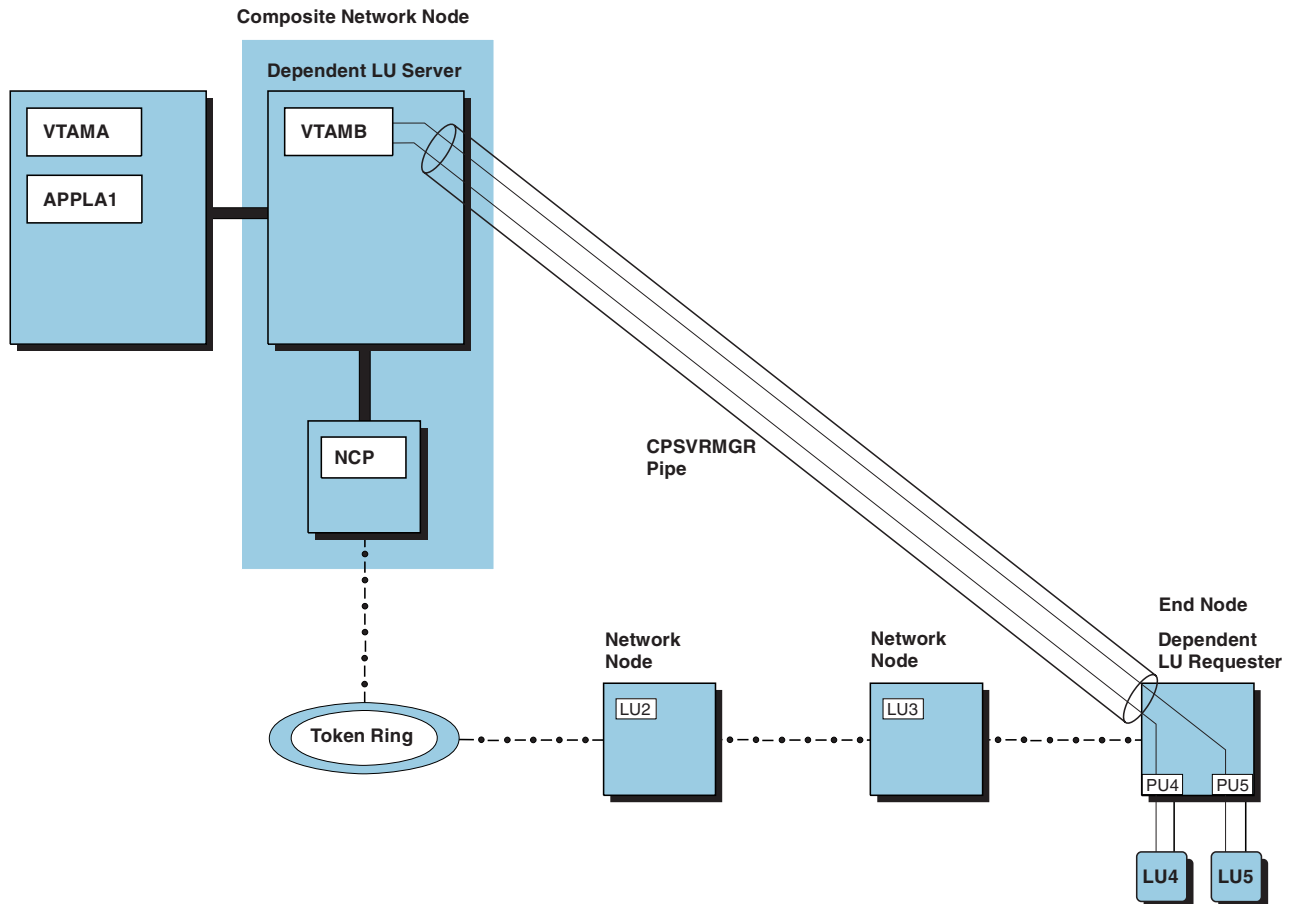 Composite Network Node
Dependent LU Server
VTAMA
VTAMB
APPLA1
NCP
CPSVRMGR
Pipe
End Node
Network
Node
Network
Node
Dependent
LU Requester
LU2
LU3
Token Ring
PU4
PU5
LU4
LU5